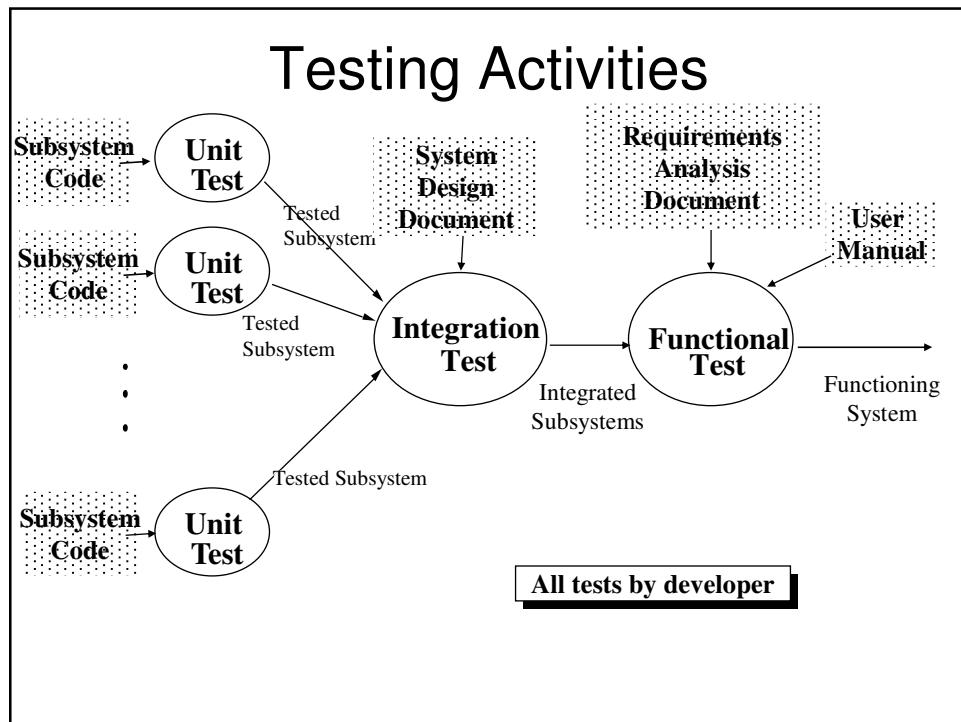 Testing Activities
Subsystem
Code
Unit
Test
System
Design
Document
Requirements
Analysis
Document
Tested
Subsystem
User
Manual
Subsystem
Code
Unit
Test
Tested
Subsystem
Integration
Test
Functional
Test
Integrated
Subsystems
Functioning
System
Tested Subsystem
Subsystem
Code
Unit
Test
All tests by developer